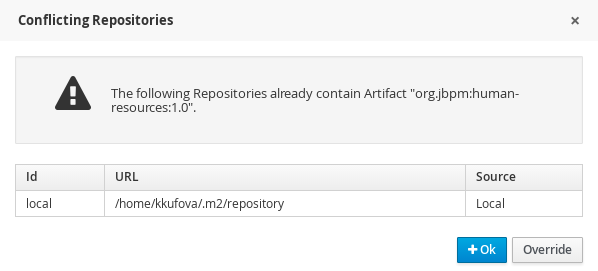 Conflicting Repositories ×
The following Repositories already contain Artifact "org.jbpm:human-
resources:1.0".
Id URL Source
local /home/kkufova/.m2/repository Local
+ Ok Override